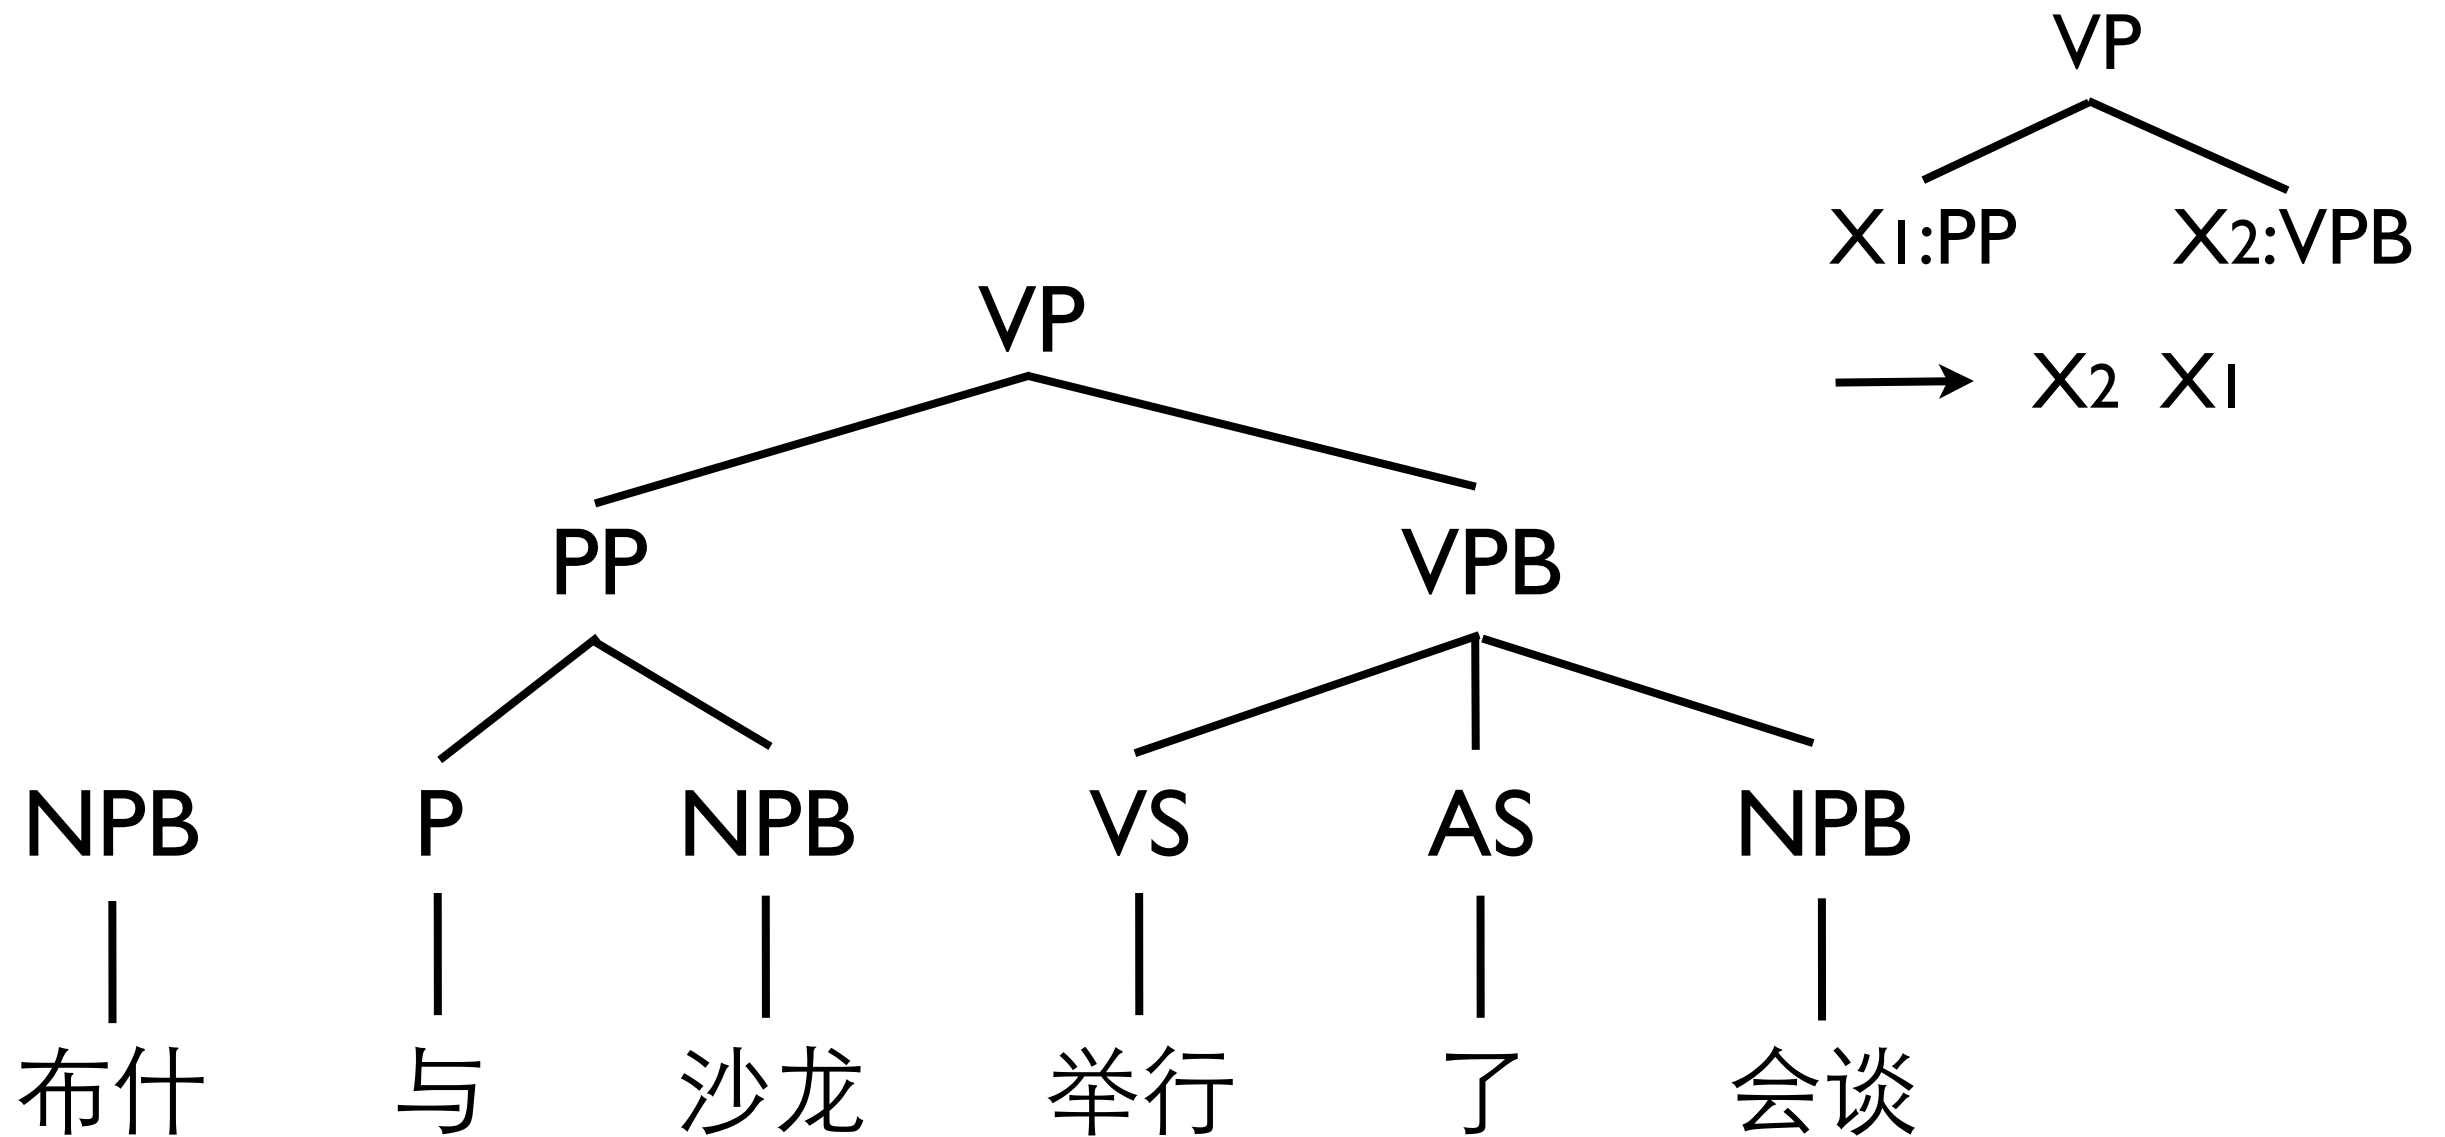 VP
X1:PP X2:VPB
VP
X2 X1
PP VPB
NPB P NPB VS AS NPB
布什 与 沙龙 举行 了 会谈